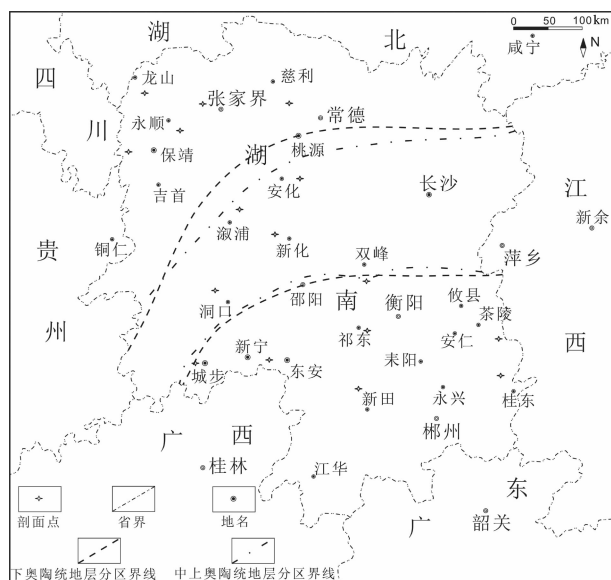 0 50 100 km
湖 北
咸宁
N
四
龙山
慈利
张家界
川
永顺
常德
保靖
湖
桃源
江
吉首
安化
长沙
新余
溆浦
贵
铜仁
新化
双峰
萍乡
洞口
邵阳
南
衡阳
攸县
茶陵
州
祁东
安仁
西
新宁
城步
东安
耒阳
新田
永兴
桂东
广 西
郴州
桂林
江华
东
广
韶关
剖面点 省界 地名
下奥陶统地层分区界线 中上奥陶统地层分区界线